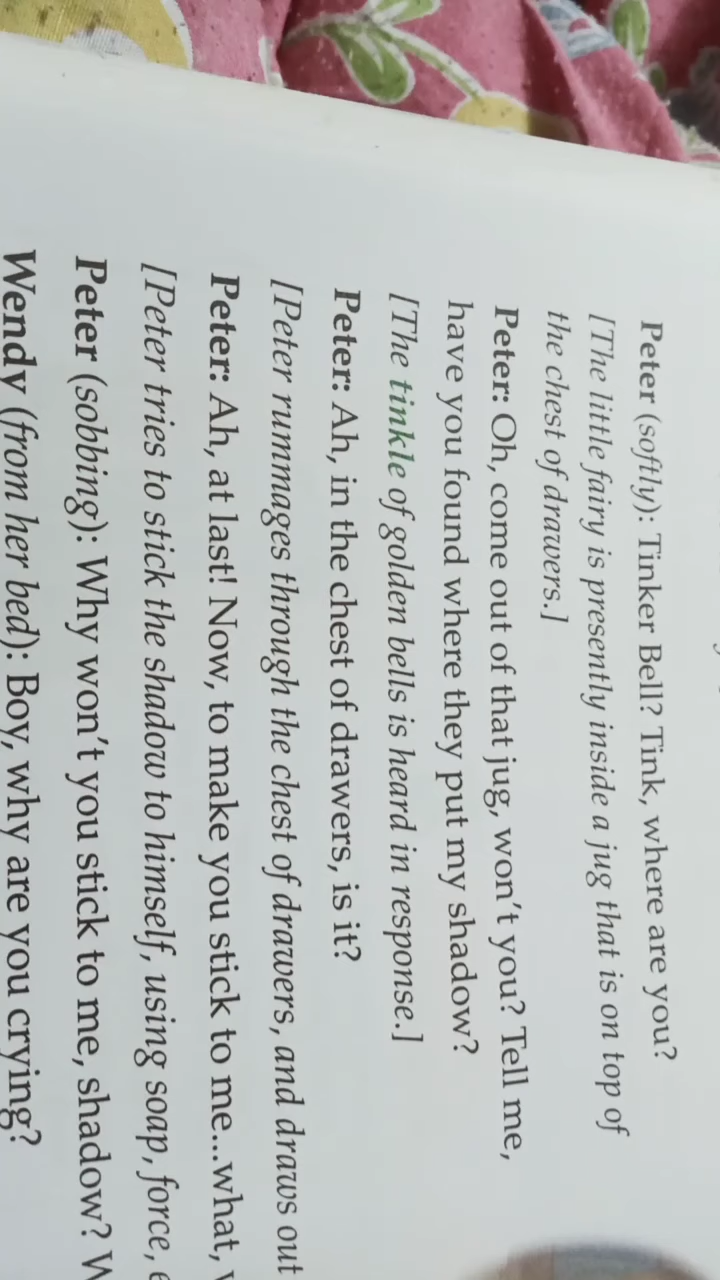 Peter (softly): Tinker Bell? Tink, where are you?
[The little fairy is presently inside a jug that is on top of
the chest of drawers.]
Peter: Oh, come out of that jug, won't you? Tell me,
have you found where they put my shadow?
[The tinkle of golden bells is heard in response.]
Peter: Ah, in the chest of drawers, is it?
[Peter rummages through the chest of drawers, and draws out
Peter: Ah, at last! Now, to make you stick to me...what,
[Peter tries to stick the shadow to himself, using soap, force,
Peter (sobbing): Why won't you stick to me, shadow?
Wendy (from her bed): Boy, why are you crying?